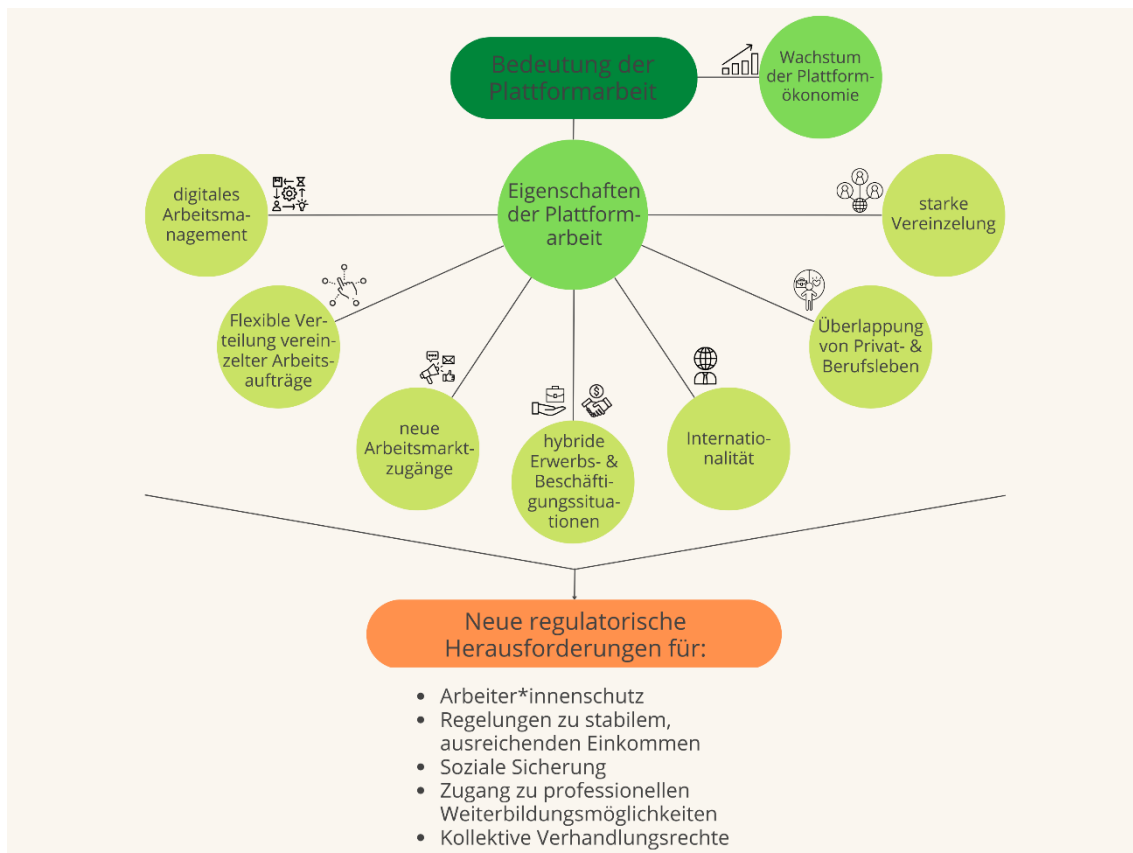 Bedeutung der
Plattformarbeit
Wachstum
der Plattform-
ökonomie
Eigenschaften
der Plattform-
arbeit
digitales
Arbeitsma-
nagement
starke
Vereinzelung
Flexible Ver-
teilung verein-
zelter Arbeits-
aufträge
Überlappung
von Privat- &
Berufsleben
neue
Arbeitsmarkt-
zugänge
hybride
Erwerbs- &
Beschäfti-
gungssitua-
tionen
Internatio-
nalität
Neue regulatorische
Herausforderungen für:
• Arbeiter*innenschutz
• Regelungen zu stabilem,
ausreichenden Einkommen
• Soziale Sicherung
• Zugang zu professionellen
Weiterbildungsmöglichkeiten
• Kollektive Verhandlungsrechte